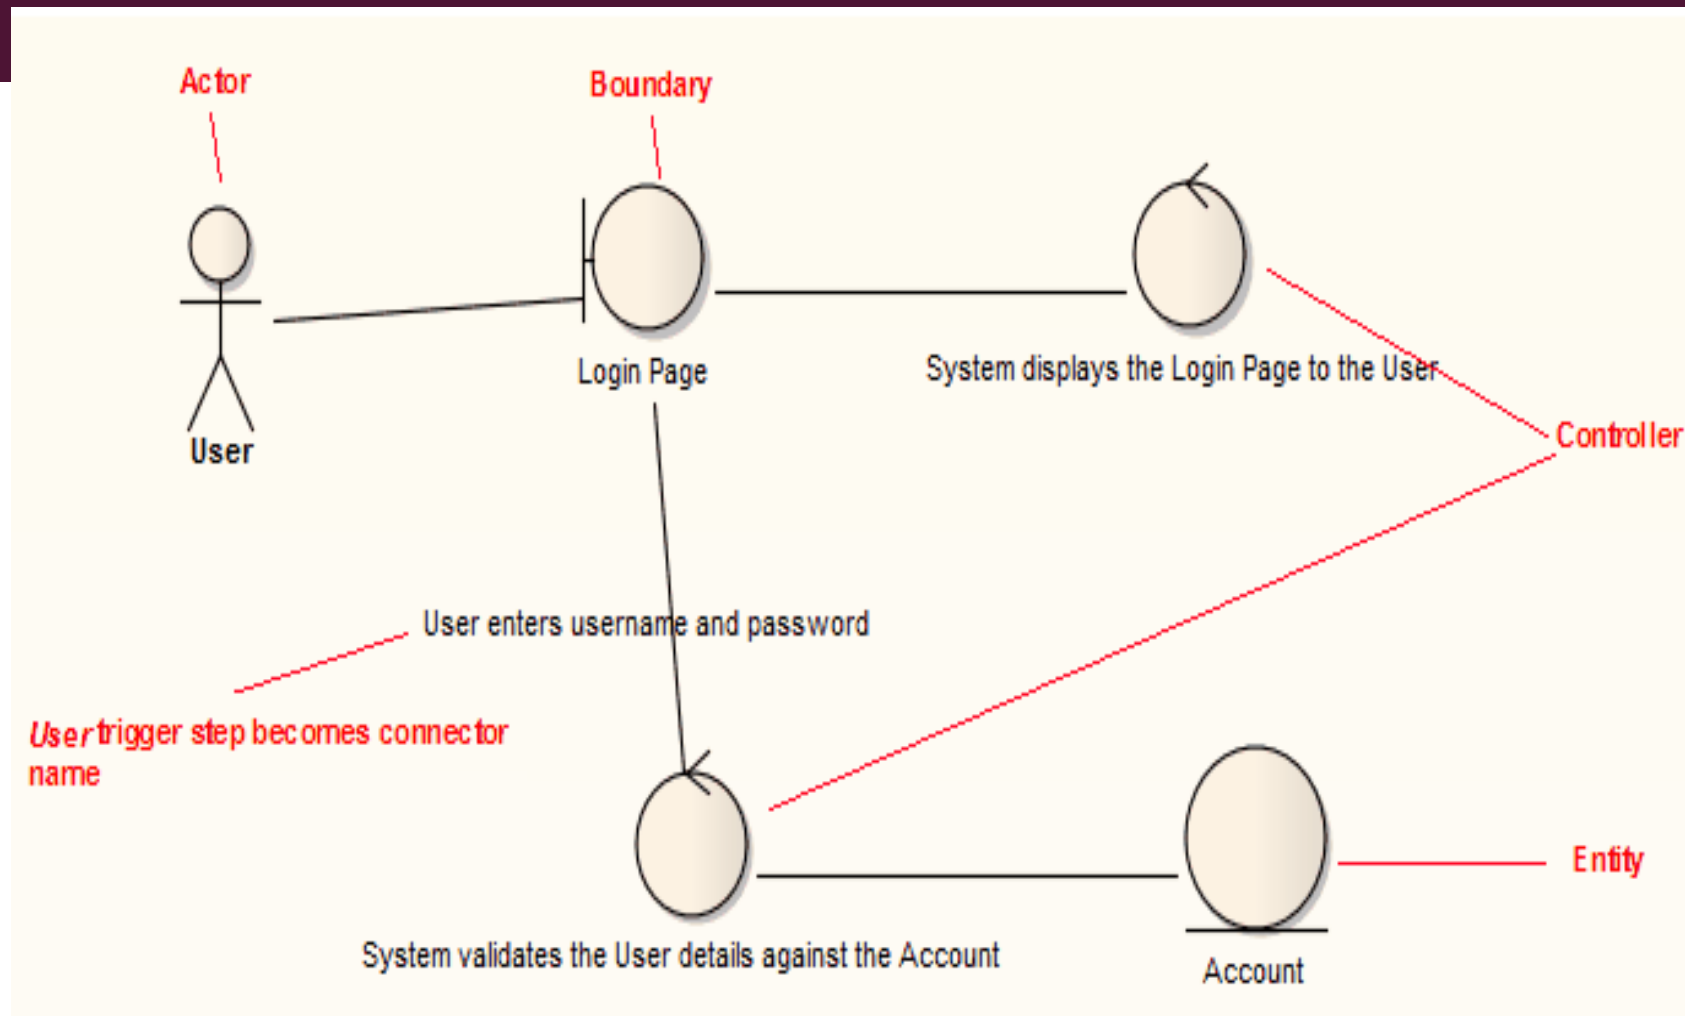 Actor
Boundary
Login Page
System displays the Login Page to the User
User
Controller
User enters username and password
User trigger step becomes connector
name
Entity
System validates the User details against the Account
Account